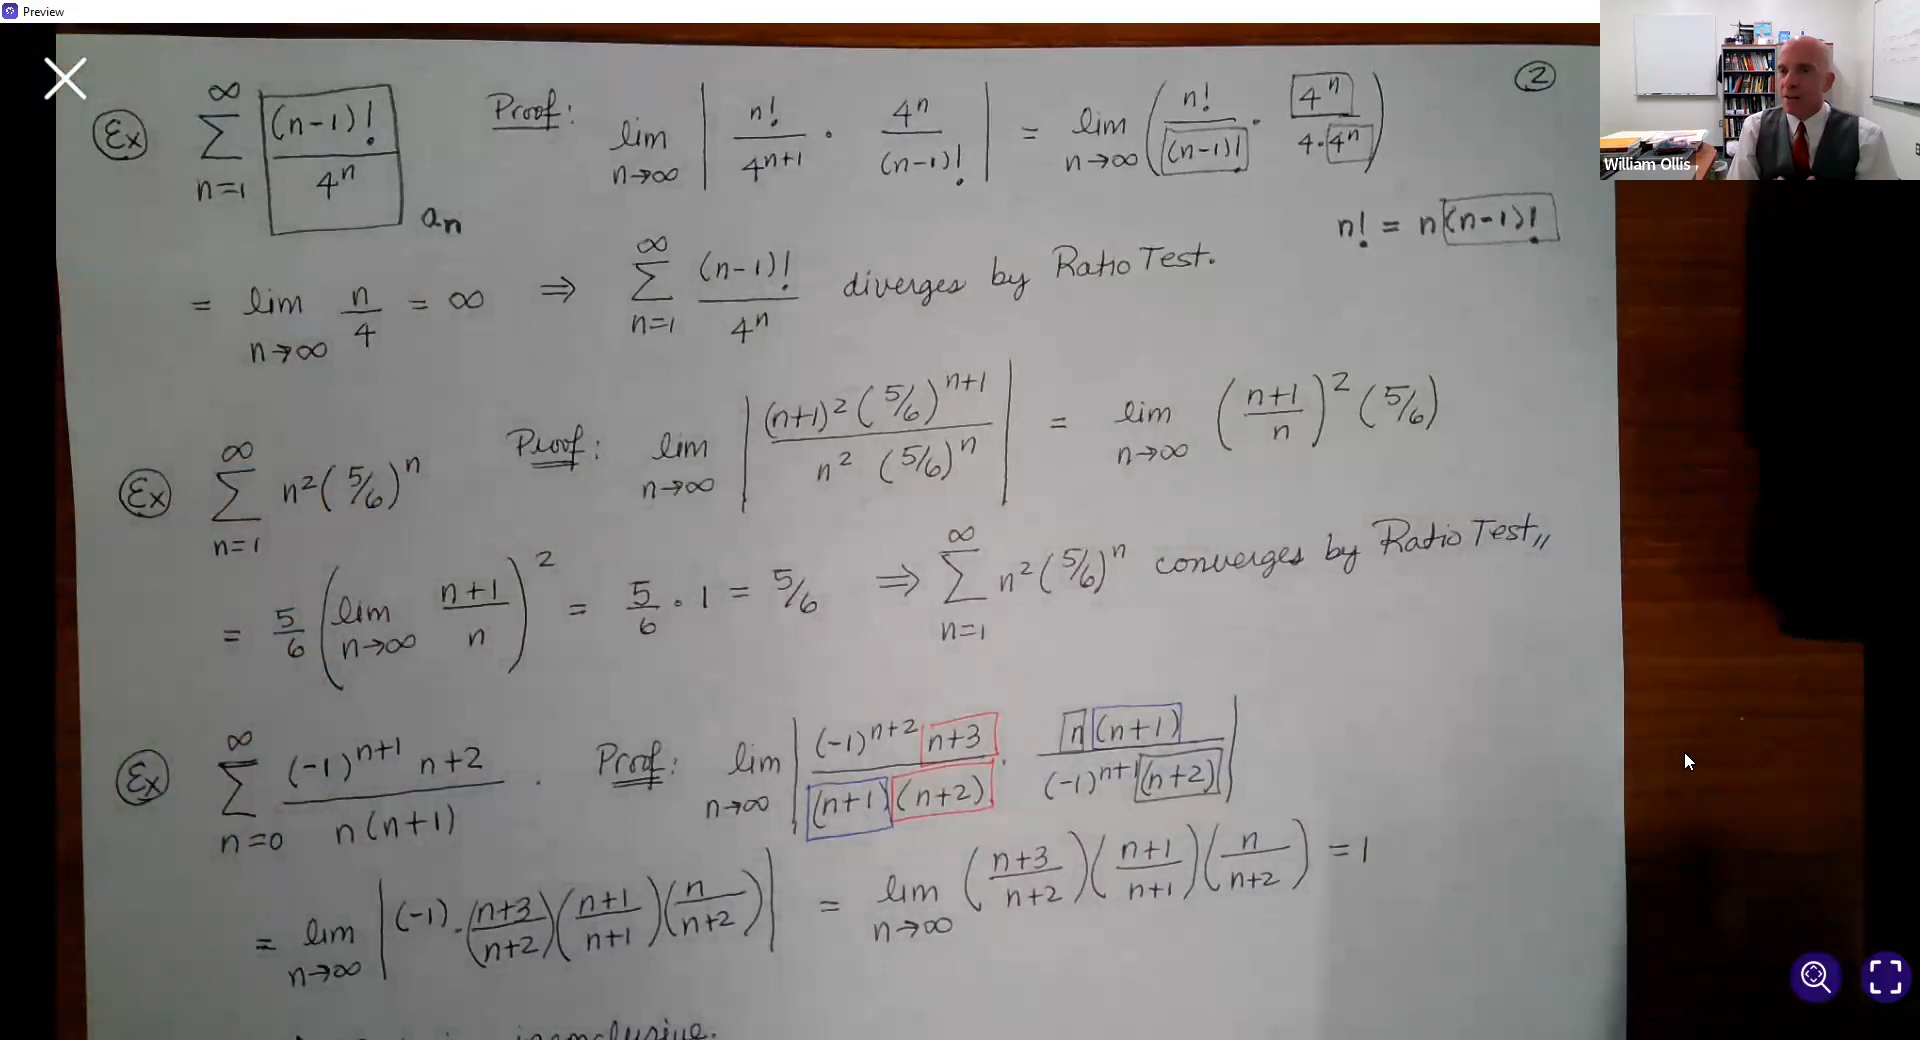 Preview
William Ollis
②
Ex ∑_{n=1}^{∞} (n-1)!/4^n a_n Proof: lim_{n→∞} | n!/4^{n+1} · 4^n/(n-1)! | = lim_{n→∞} ( n!/(n-1)! · 4^n/(4·4^n) )
n! = n(n-1)!
= lim_{n→∞} n/4 = ∞ ⇒ ∑_{n=1}^{∞} (n-1)!/4^n diverges by Ratio Test.
Ex ∑_{n=1}^{∞} n²(5/6)^n Proof: lim_{n→∞} | (n+1)²(5/6)^{n+1} / n² (5/6)^n | = lim_{n→∞} ((n+1)/n)² (5/6)
= 5/6 ( lim_{n→∞} (n+1)/n )² = 5/6 · 1 = 5/6 ⇒ ∑_{n=1}^{∞} n²(5/6)^n converges by Ratio Test,,
Ex ∑_{n=0}^{∞} (-1)^{n+1} n+2 / n(n+1) . Proof: lim_{n→∞} | (-1)^{n+2} n+3 / (n+1)(n+2) · n(n+1) / (-1)^{n+1}(n+2) |
= lim_{n→∞} | (-1) · ((n+3)/(n+2)) ((n+1)/(n+1)) (n/(n+2)) | = lim_{n→∞} ((n+3)/(n+2)) ((n+1)/(n+1)) (n/(n+2)) = 1
inconclusive.